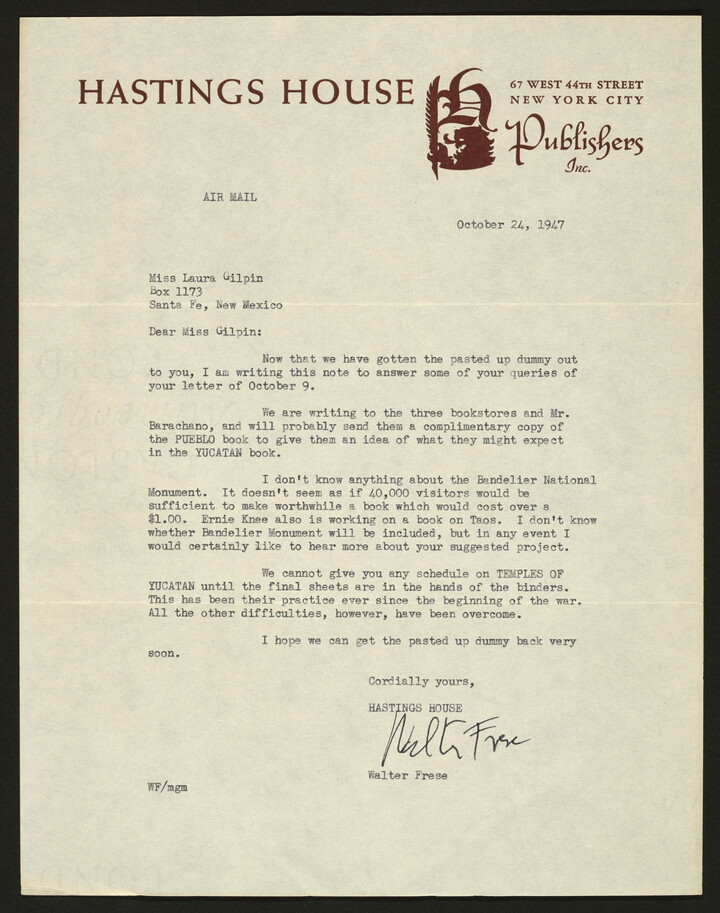 HASTINGS HOUSE
67 WEST 44TH STREET
NEW YORK CITY
Publishers
Inc.
AIR MAIL
October 24, 1947
Miss Laura Gilpin
Box 1173
Santa Fe, New Mexico
Dear Miss Gilpin:
Now that we have gotten the pasted up dummy out
to you, I am writing this note to answer some of your queries of
your letter of October 9.
We are writing to the three bookstores and Mr.
Barachano, and will probably send them a complimentary copy of
the PUEBLO book to give them an idea of what they might expect
in the YUCATAN book.
I don't know anything about the Bandelier National
Monument. It doesn't seem as if 40,000 visitors would be
sufficient to make worthwhile a book which would cost over a
$1.00. Ernie Knee also is working on a book on Taos. I don't know
whether Bandelier Monument will be included, but in any event I
would certainly like to hear more about your suggested project.
We cannot give you any schedule on TEMPLES OF
YUCATAN until the final sheets are in the hands of the binders.
This has been their practice ever since the beginning of the war.
All the other difficulties, however, have been overcome.
I hope we can get the pasted up dummy back very
soon.
Cordially yours,
HASTINGS HOUSE
Walter Frese
Walter Frese
WF/mgm